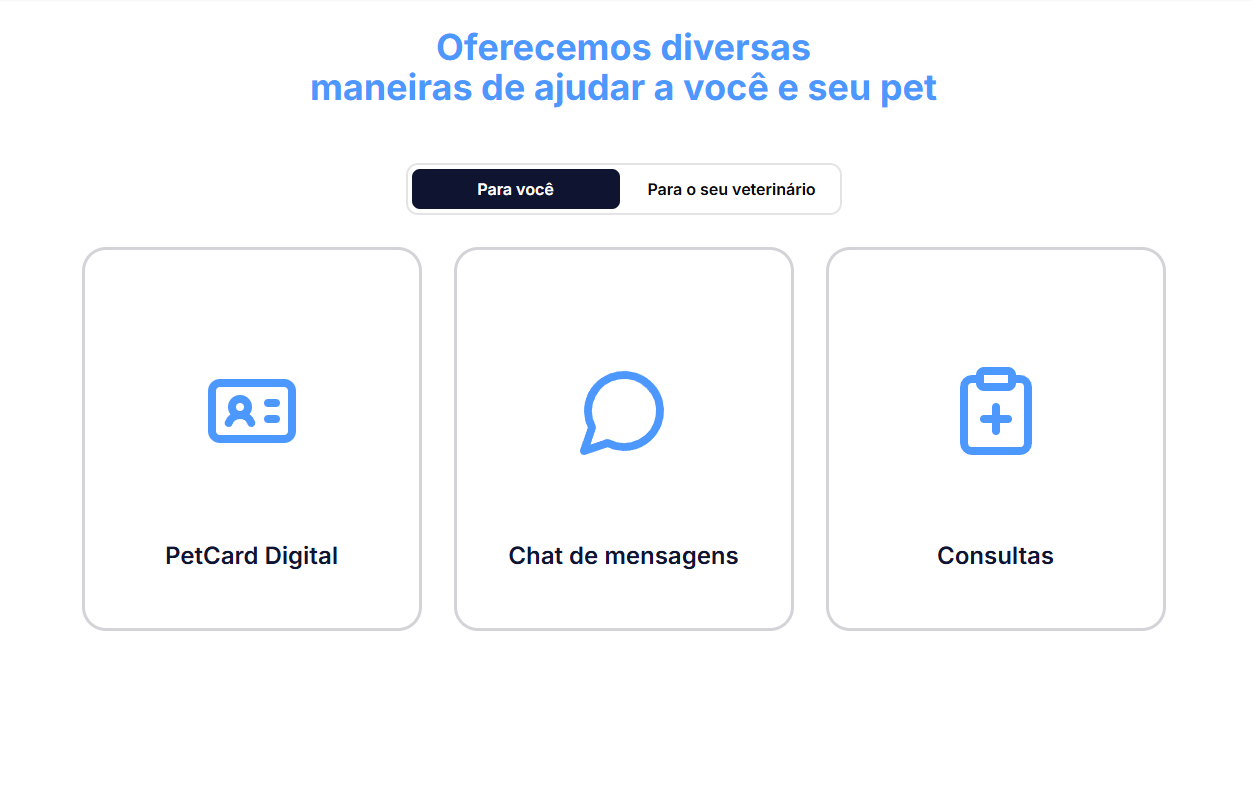 Oferecemos diversas
maneiras de ajudar a você e seu pet
Para você
Para o seu veterinário
PetCard Digital
Chat de mensagens
Consultas